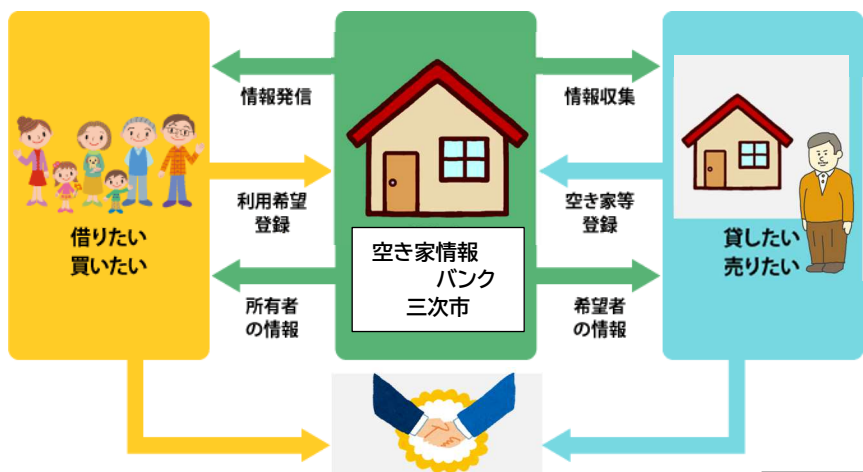 情報発信
情報収集
利用希望
登録
空き家等
登録
借りたい
買いたい
空き家情報
バンク
三次市
貸したい
売りたい
所有者
の情報
希望者
の情報